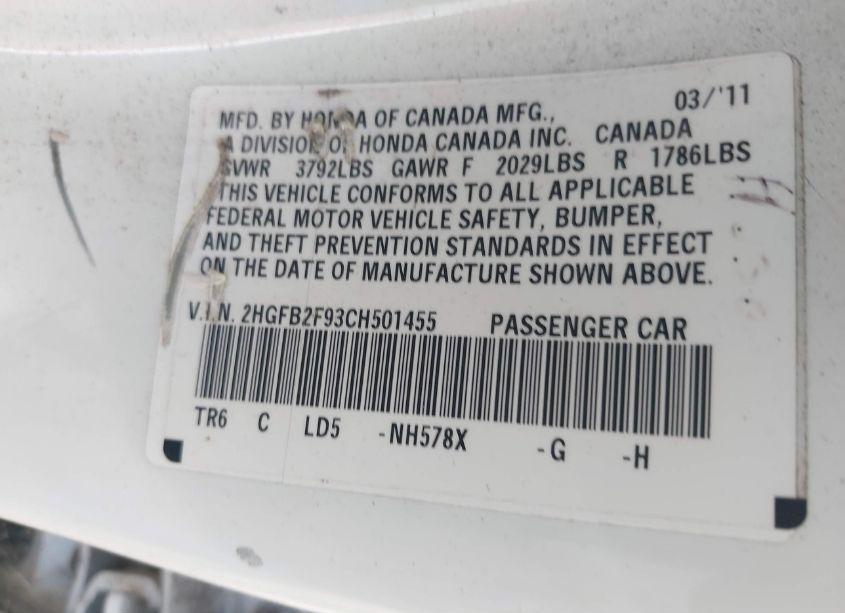 03/'11
MFD. BY HONDA OF CANADA MFG.,
A DIVISION OF HONDA CANADA INC. CANADA
GVWR 3792LBS GAWR F 2029LBS R 1786LBS
THIS VEHICLE CONFORMS TO ALL APPLICABLE
FEDERAL MOTOR VEHICLE SAFETY, BUMPER,
AND THEFT PREVENTION STANDARDS IN EFFECT
ON THE DATE OF MANUFACTURE SHOWN ABOVE.
V.I.N. 2HGFB2F93CH501455 PASSENGER CAR
TR6 C LD5 -NH578X -G -H